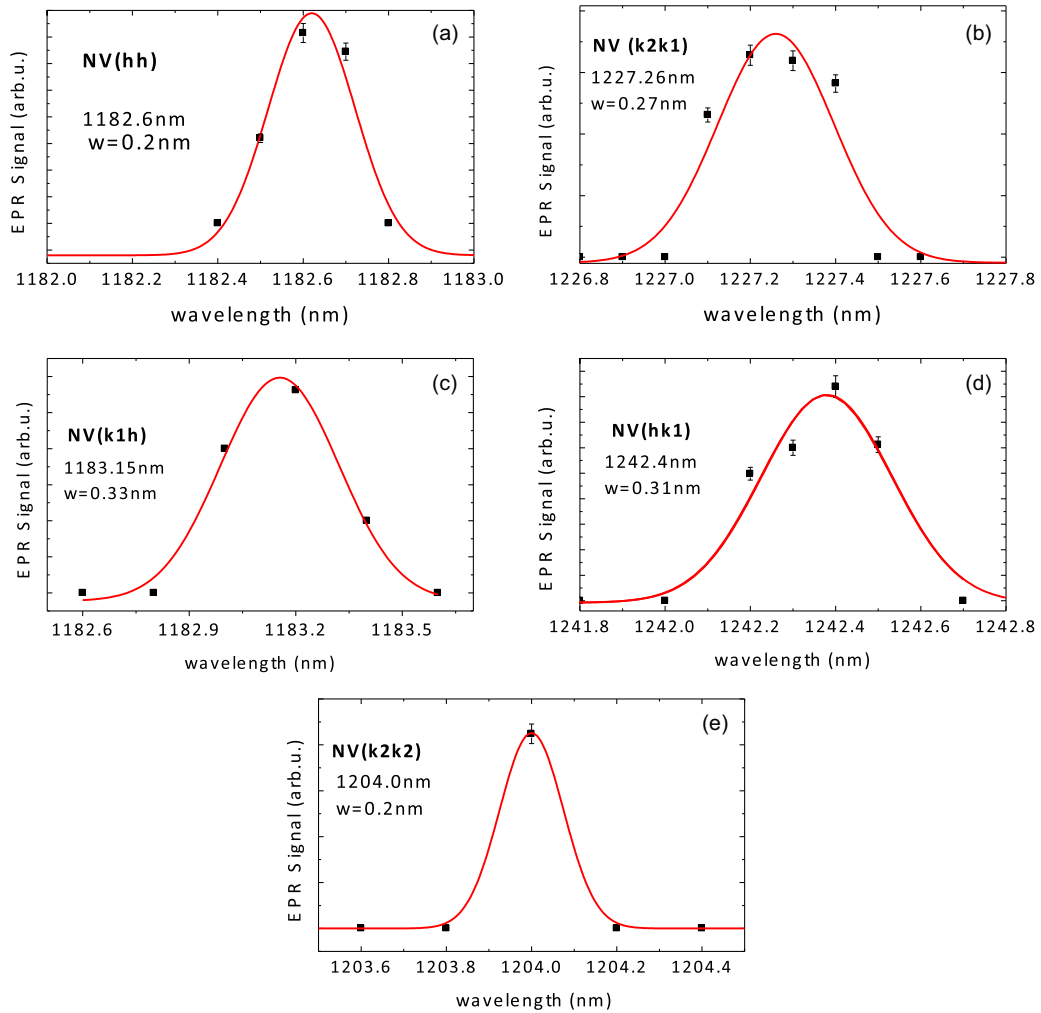 (a)
NV(hh)
1182.6nm
w=0.2nm
EPR Signal (arb.u.)
1182.0 1182.2 1182.4 1182.6 1182.8 1183.0
wavelength (nm)
(b)
NV (k2k1)
1227.26nm
w=0.27nm
EPR Signal (arb.u.)
1226.8 1227.0 1227.2 1227.4 1227.6 1227.8
wavelength (nm)
(c)
NV(k1h)
1183.15nm
w=0.33nm
EPR Signal (arb.u.)
1182.6 1182.9 1183.2 1183.5
wavelength (nm)
(d)
NV(hk1)
1242.4nm
w=0.31nm
EPR Signal (arb.u.)
1241.8 1242.0 1242.2 1242.4 1242.6 1242.8
wavelength (nm)
(e)
NV(k2k2)
1204.0nm
w=0.2nm
EPR Signal (arb.u.)
1203.6 1203.8 1204.0 1204.2 1204.4
wavelength (nm)